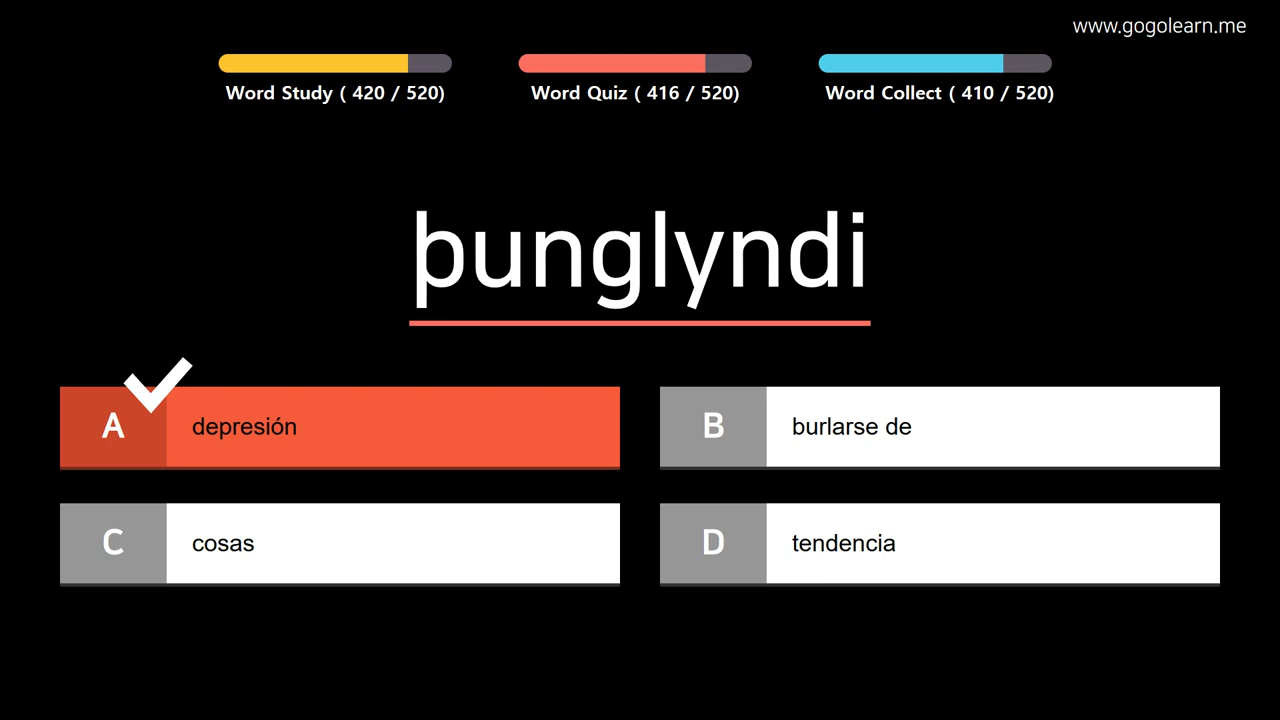 www.gogolearn.me
Word Study ( 420 / 520)
Word Quiz ( 416 / 520)
Word Collect ( 410 / 520)
þunglyndi
A depresión
B burlarse de
C cosas
D tendencia